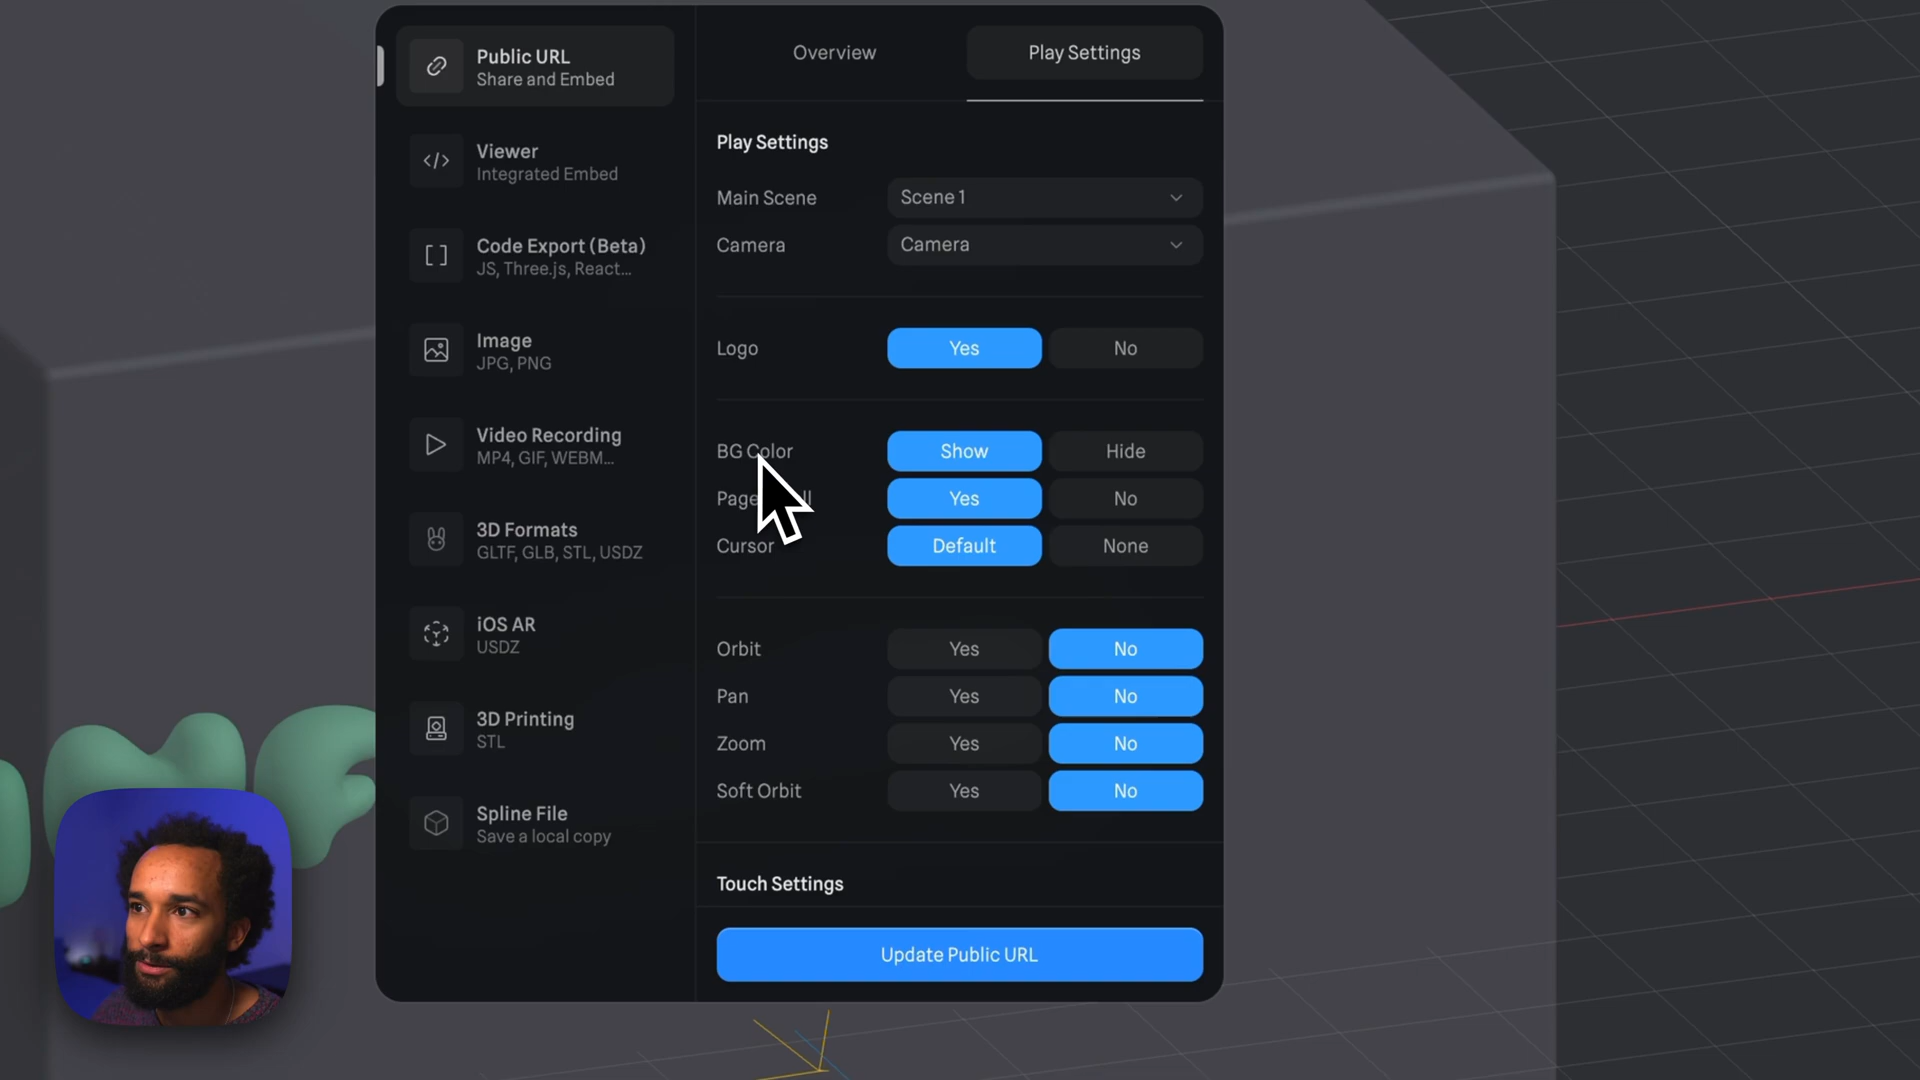 Public URL
Share and Embed
Viewer
Integrated Embed
Code Export (Beta)
JS, Three.js, React...
Image
JPG, PNG
Video Recording
MP4, GIF, WEBM...
3D Formats
GLTF, GLB, STL, USDZ
iOS AR
USDZ
3D Printing
STL
Spline File
Save a local copy
Overview
Play Settings
Play Settings
Main Scene
Scene 1
Camera
Camera
Logo
Yes
No
BG Color
Show
Hide
Page
Yes
No
Cursor
Default
None
Orbit
Yes
No
Pan
Yes
No
Zoom
Yes
No
Soft Orbit
Yes
No
Touch Settings
Update Public URL